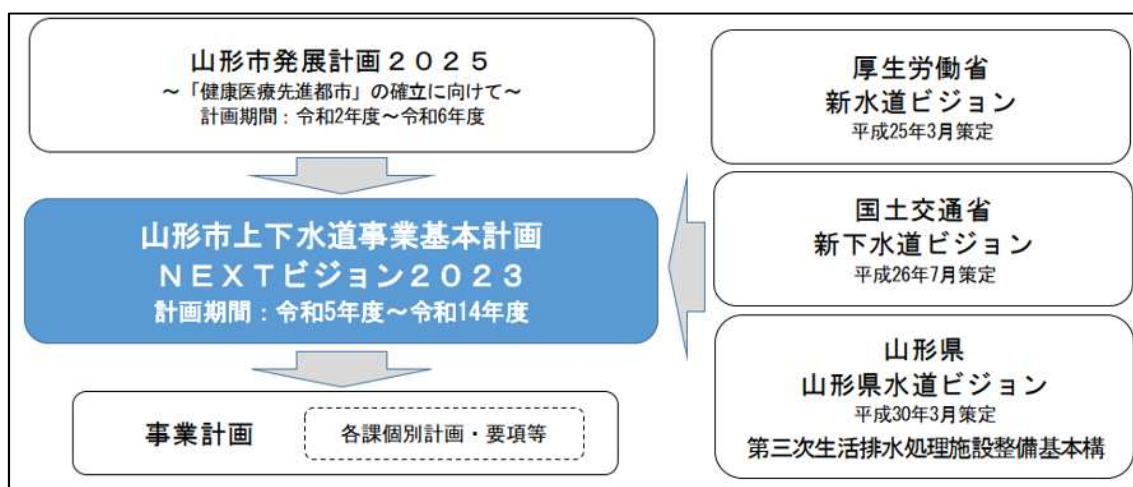 山形市発展計画２０２５
～「健康医療先進都市」の確立に向けて～
計画期間：令和2年度～令和6年度
山形市上下水道事業基本計画
ＮＥＸＴビジョン２０２３
計画期間：令和5年度～令和14年度
事業計画
各課個別計画・要項等
厚生労働省
新水道ビジョン
平成25年3月策定
国土交通省
新下水道ビジョン
平成26年7月策定
山形県
山形県水道ビジョン
平成30年3月策定
第三次生活排水処理施設整備基本構